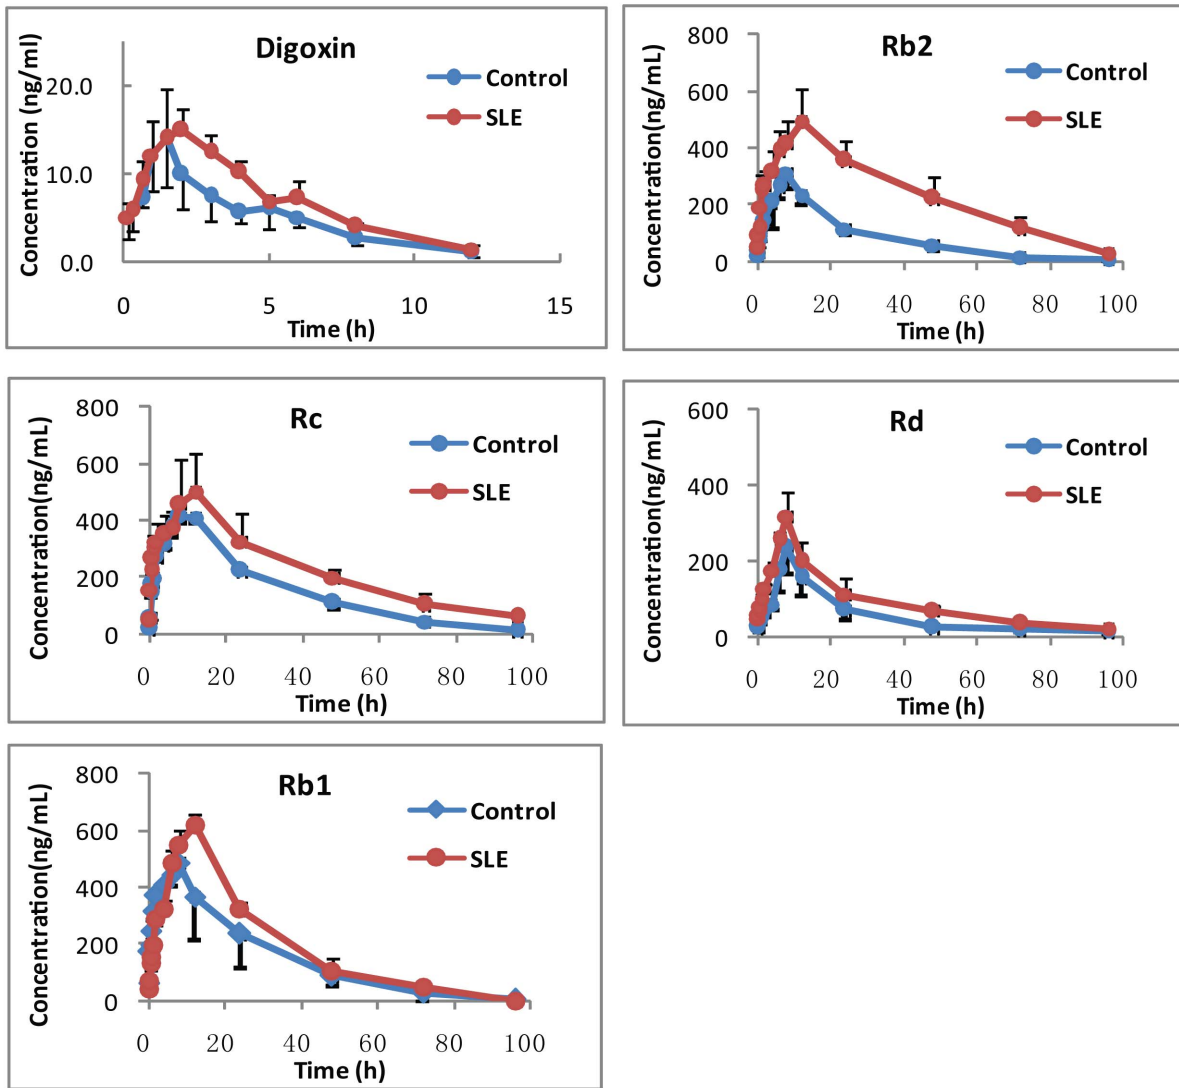 Digoxin
Concentration (ng/ml)
20.0
10.0
0.0
0 5 10 15
Time (h)
Control
SLE
Rb2
Concentration(ng/mL)
800
600
400
200
0
0 20 40 60 80 100
Time (h)
Control
SLE
Rc
Concentration(ng/mL)
800
600
400
200
0
0 20 40 60 80 100
Time (h)
Control
SLE
Rd
Concentration(ng/mL)
600
400
200
0
0 20 40 60 80 100
Time (h)
Control
SLE
Rb1
Concentration(ng/mL)
800
600
400
200
0
0 20 40 60 80 100
Time (h)
Control
SLE